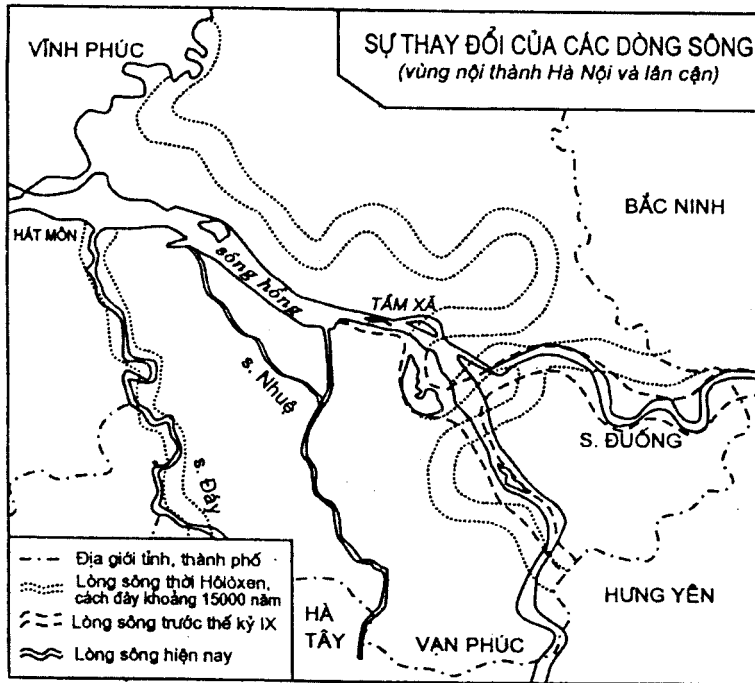 VĨNH PHÚC
SỰ THAY ĐỔI CỦA CÁC DÒNG SÔNG
(vùng nội thành Hà Nội và lân cận)
BẮC NINH
HÁT MÔN
sông hồng
TẦM XÁ
s. Nhuệ
S. ĐUỐNG
s. Đáy
Địa giới tỉnh, thành phố
Lòng sông thời Hôlôxen,
cách đây khoảng 15000 năm
Lòng sông trước thế kỷ IX
Lòng sông hiện nay
HÀ
TÂY
VẠN PHÚC
HƯNG YÊN